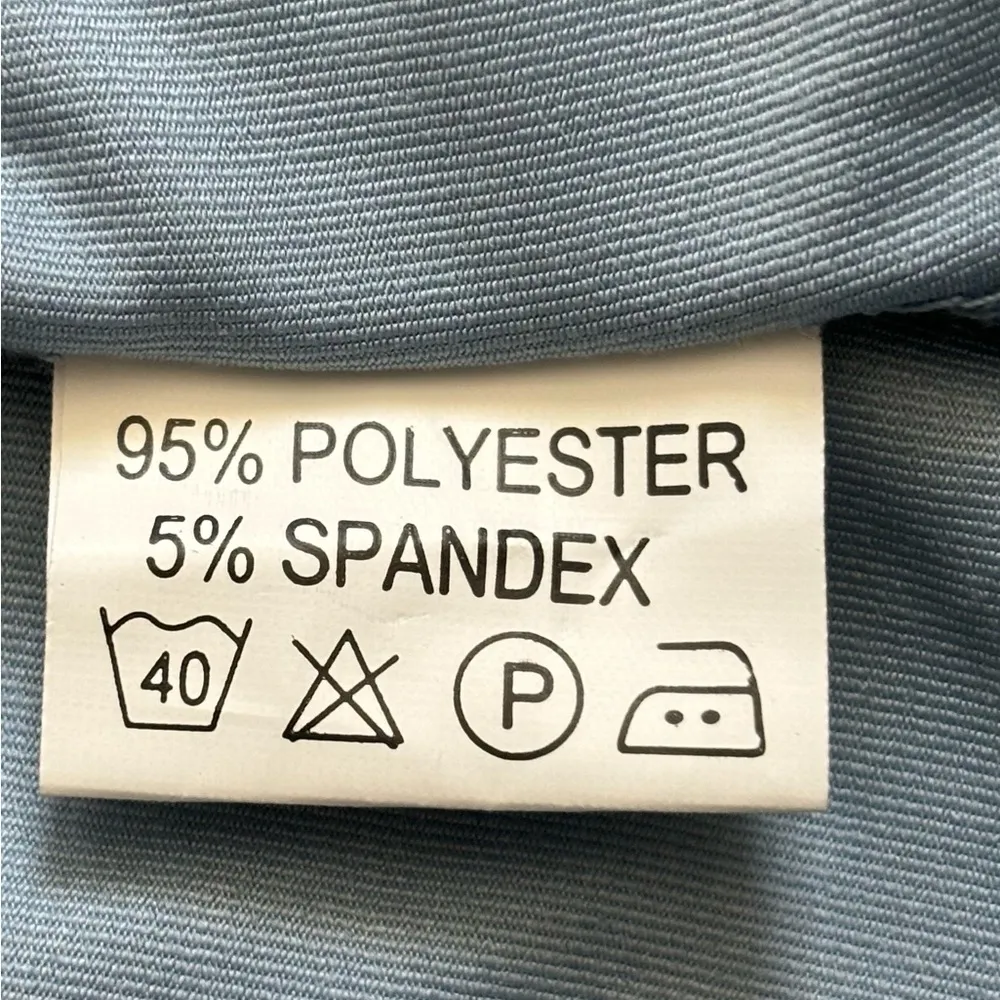 95% POLYESTER
5% SPANDEX
40 P